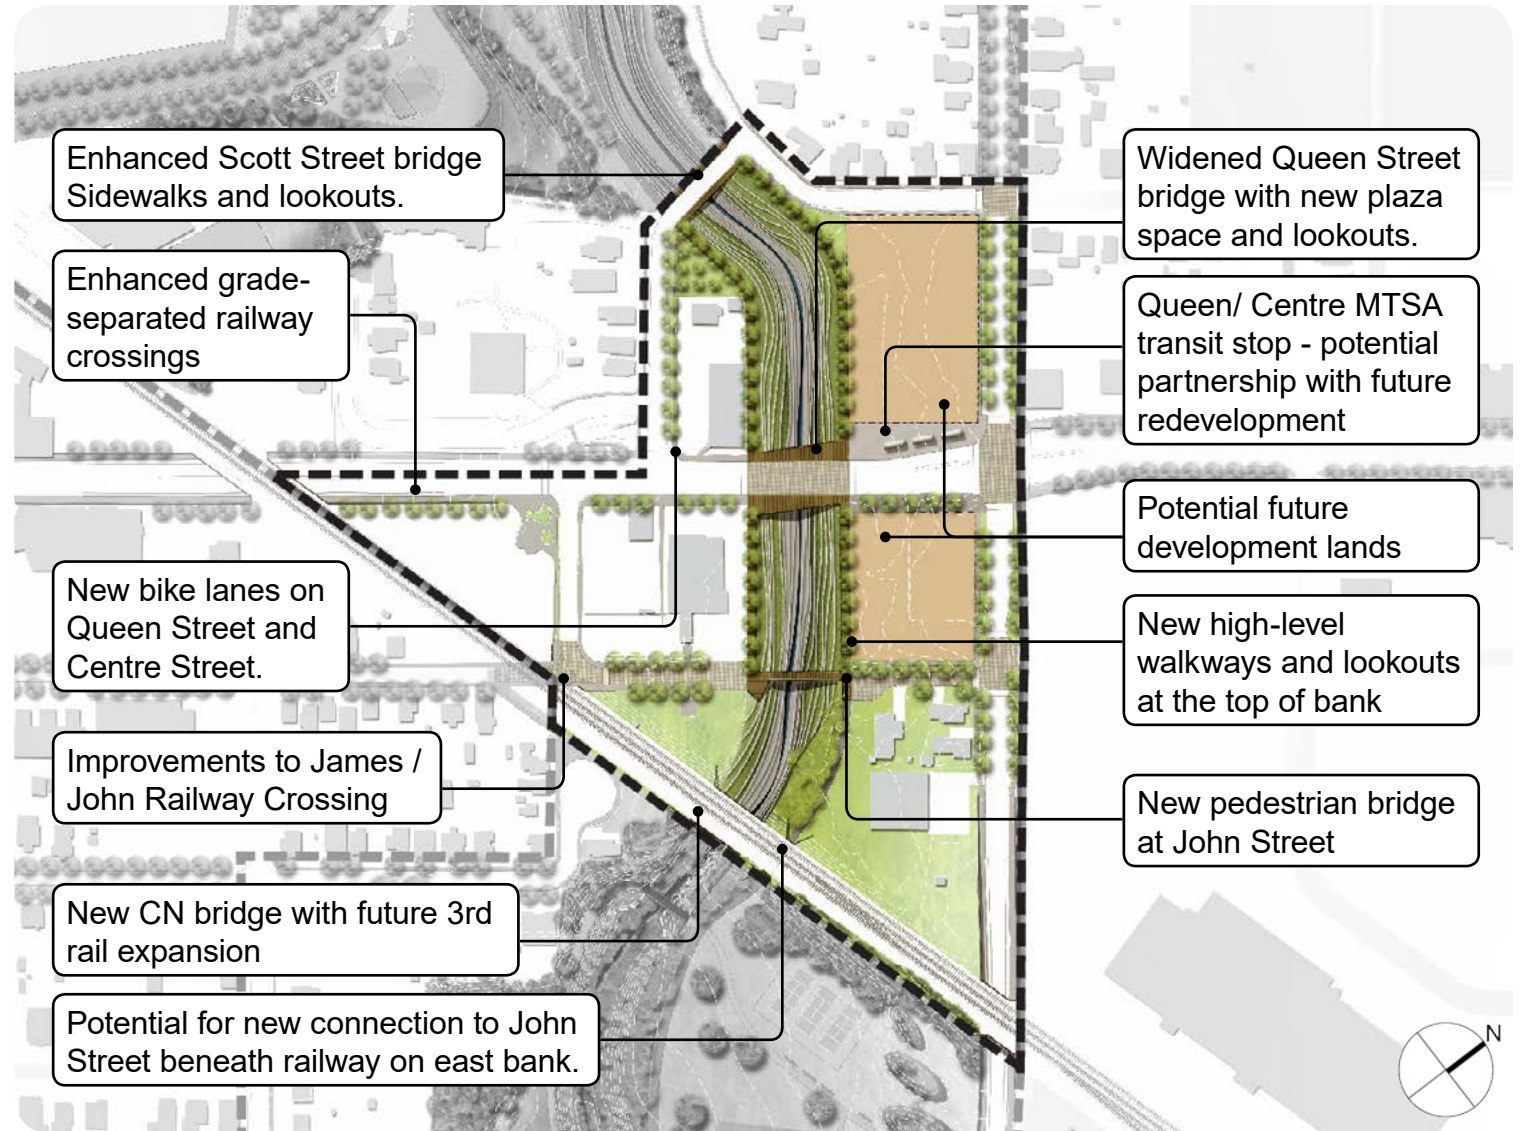 Enhanced Scott Street bridge
Sidewalks and lookouts.
Enhanced grade-
separated railway
crossings
New bike lanes on
Queen Street and
Centre Street.
Improvements to James /
John Railway Crossing
New CN bridge with future 3rd
rail expansion
Potential for new connection to John
Street beneath railway on east bank.
Widened Queen Street
bridge with new plaza
space and lookouts.
Queen/ Centre MTSA
transit stop - potential
partnership with future
redevelopment
Potential future
development lands
New high-level
walkways and lookouts
at the top of bank
New pedestrian bridge
at John Street
N